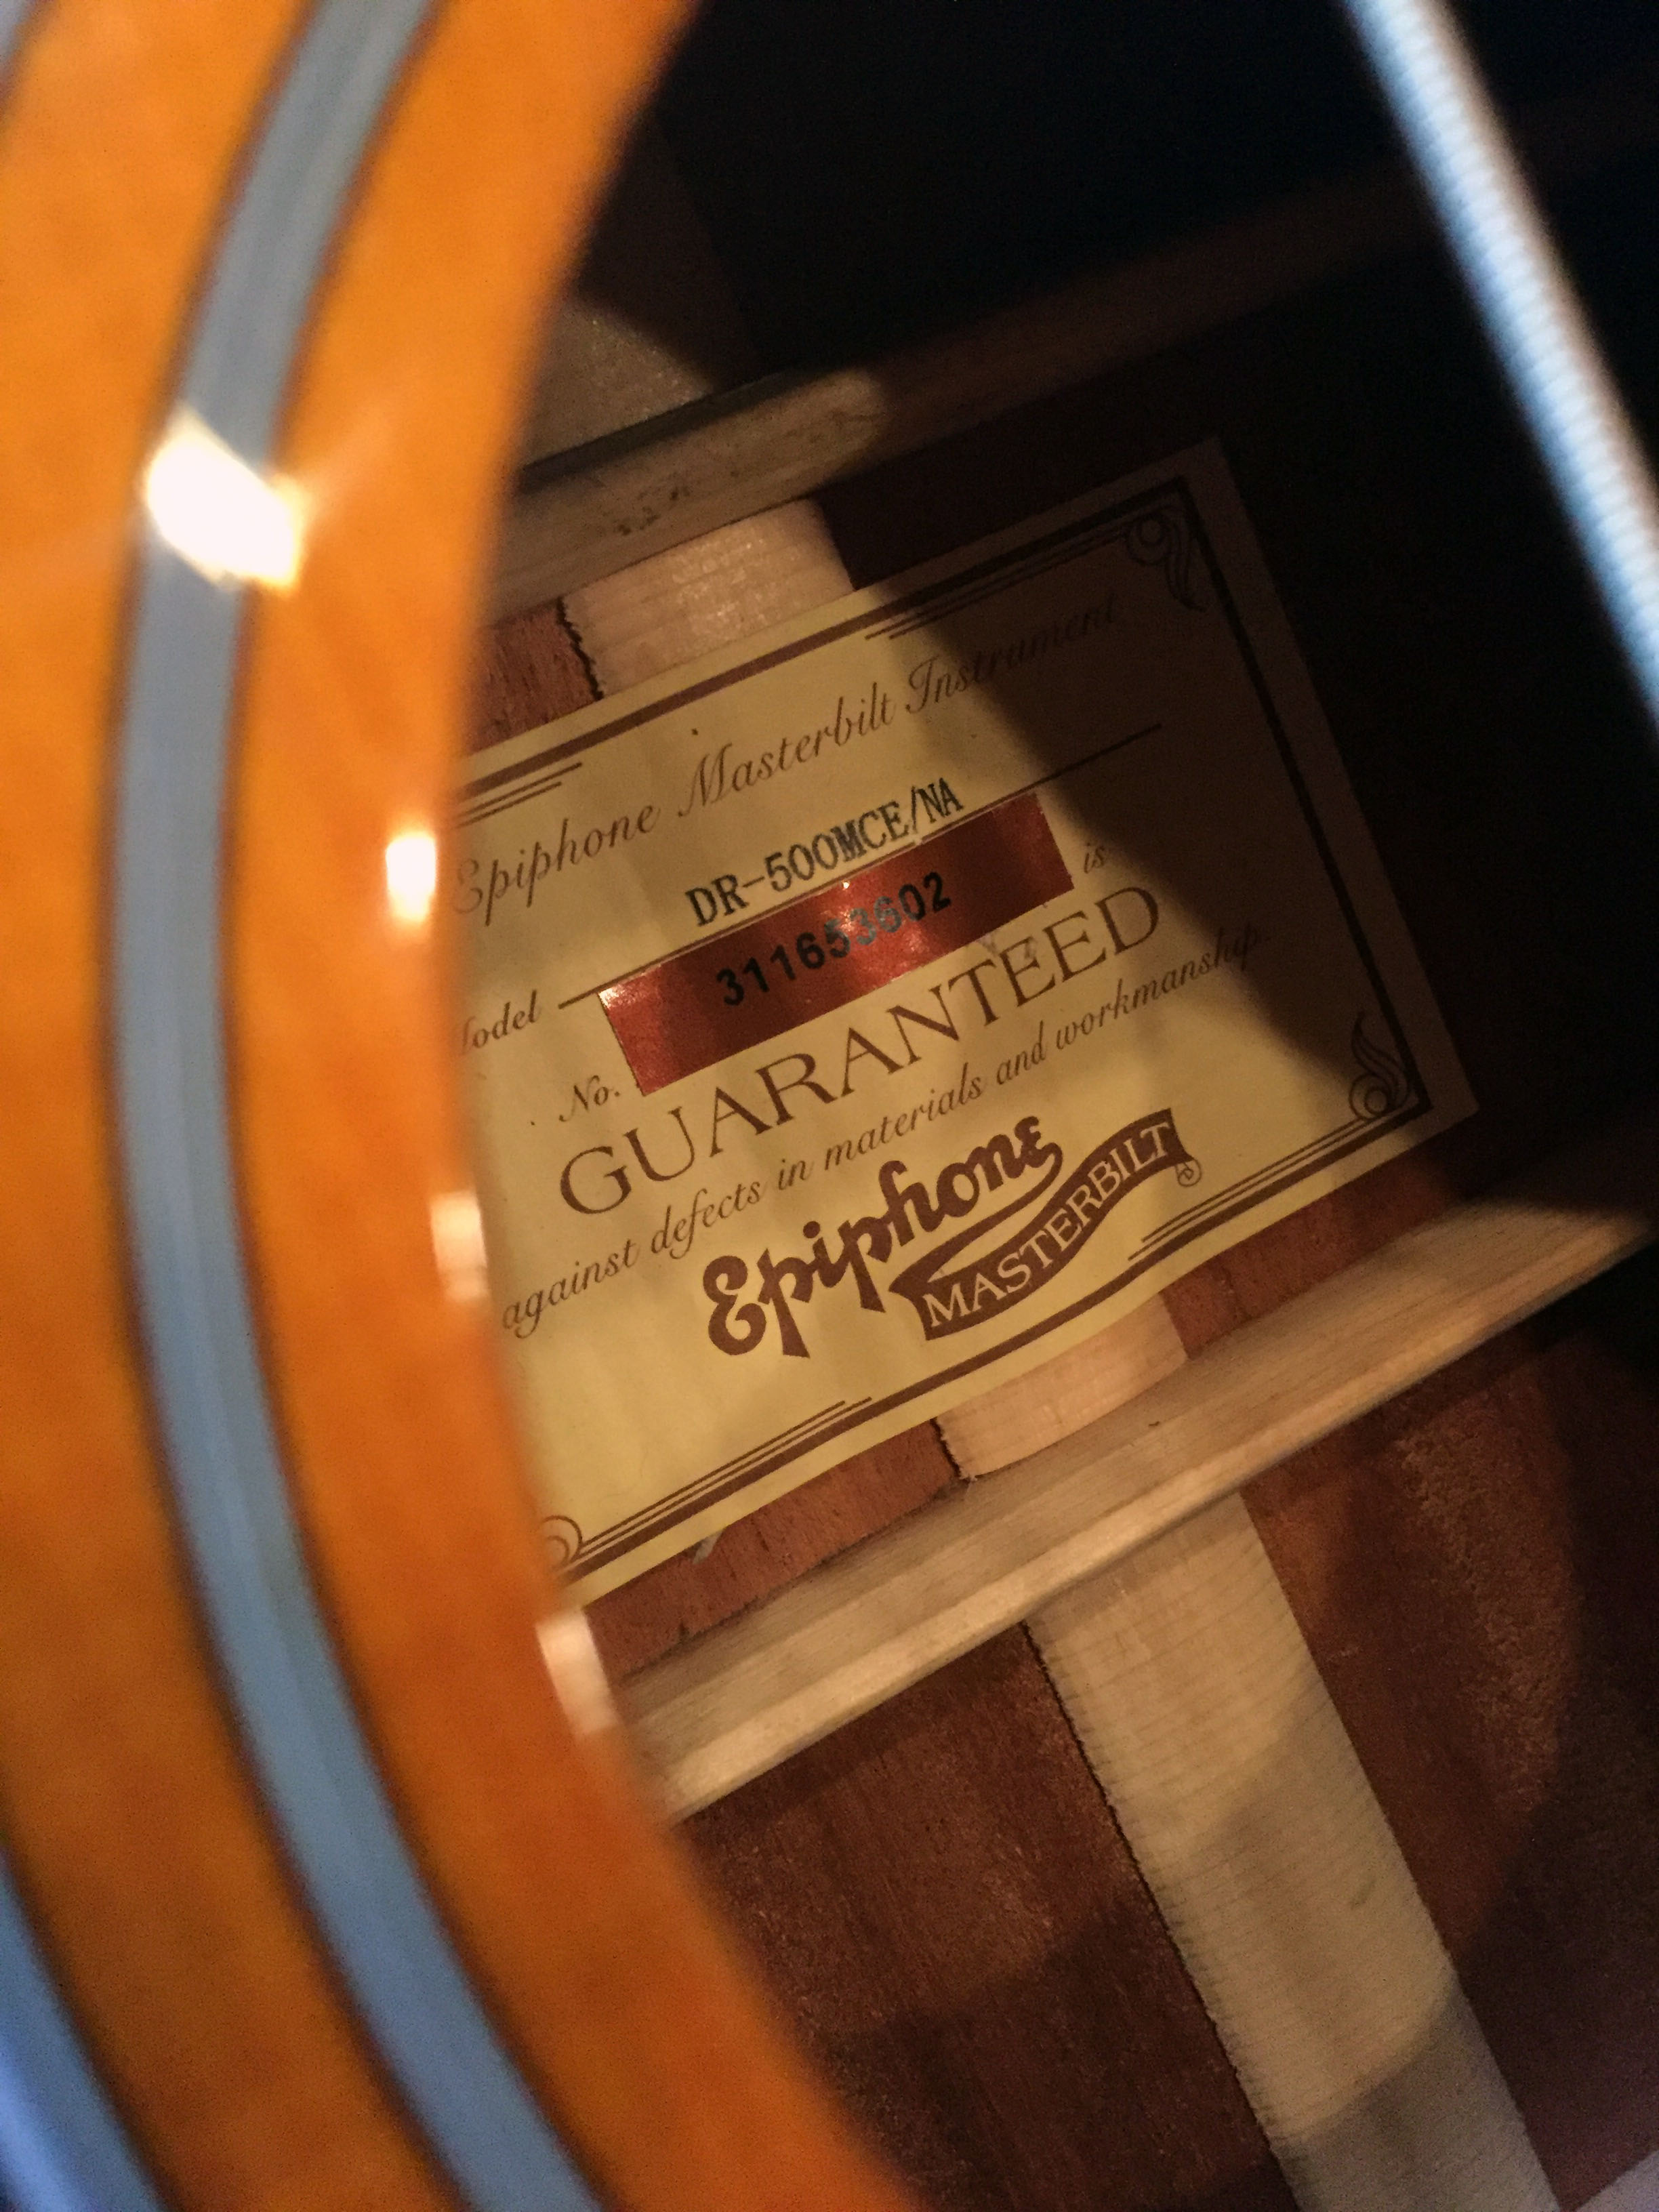 Epiphone Masterbilt Instrument
Model DR-500MCE/NA
No. 311653602 is
GUARANTEED
against defects in materials and workmanship.
Epiphone
MASTERBILT